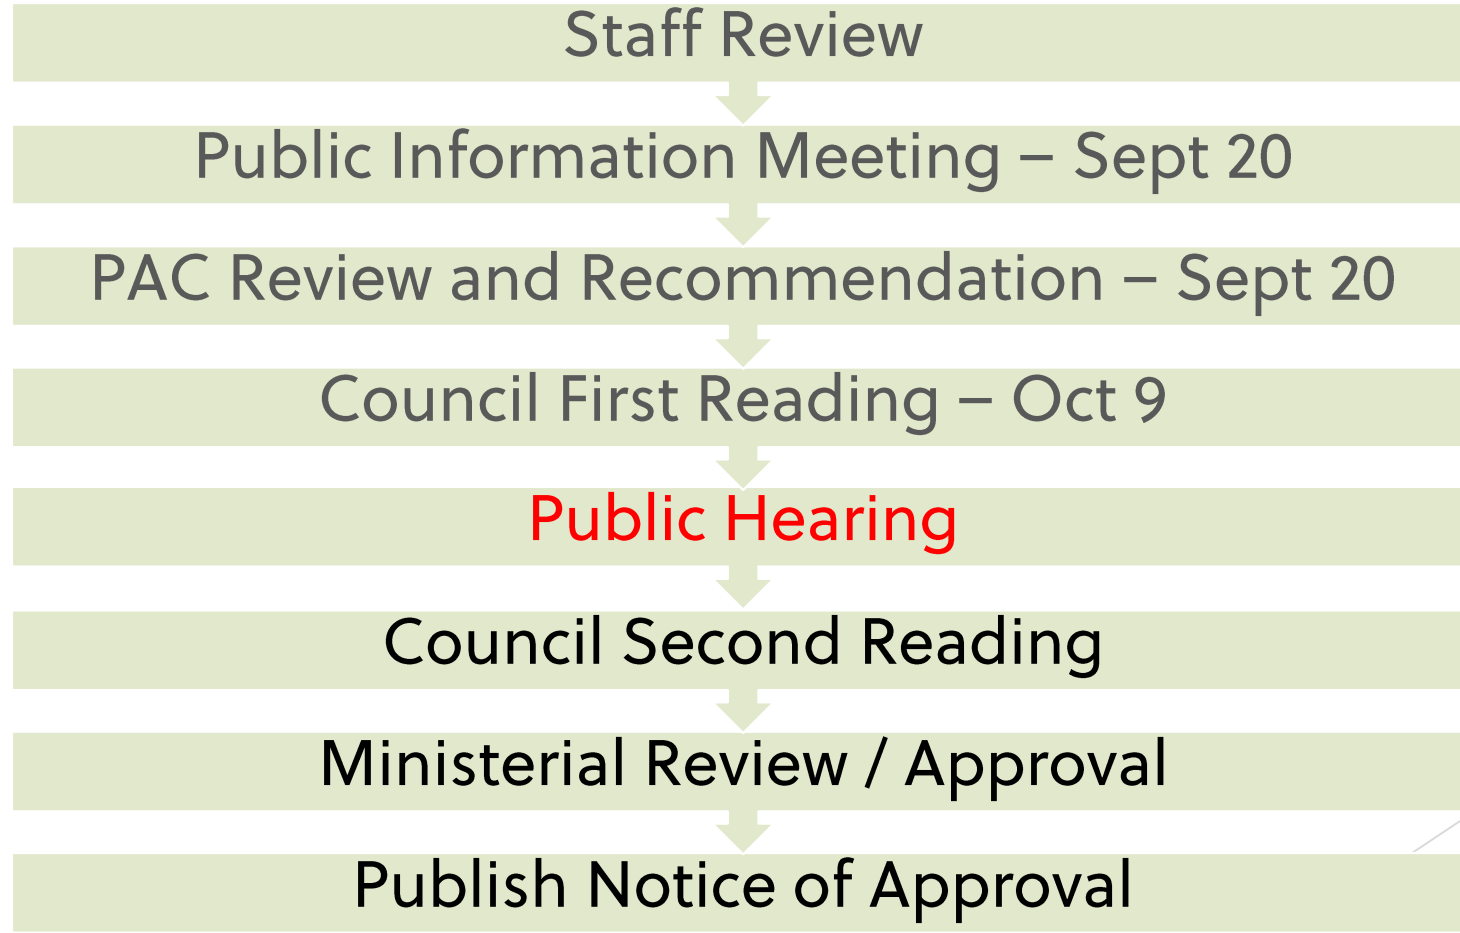 Staff Review
Public Information Meeting – Sept 20
PAC Review and Recommendation – Sept 20
Council First Reading – Oct 9
Public Hearing
Council Second Reading
Ministerial Review / Approval
Publish Notice of Approval